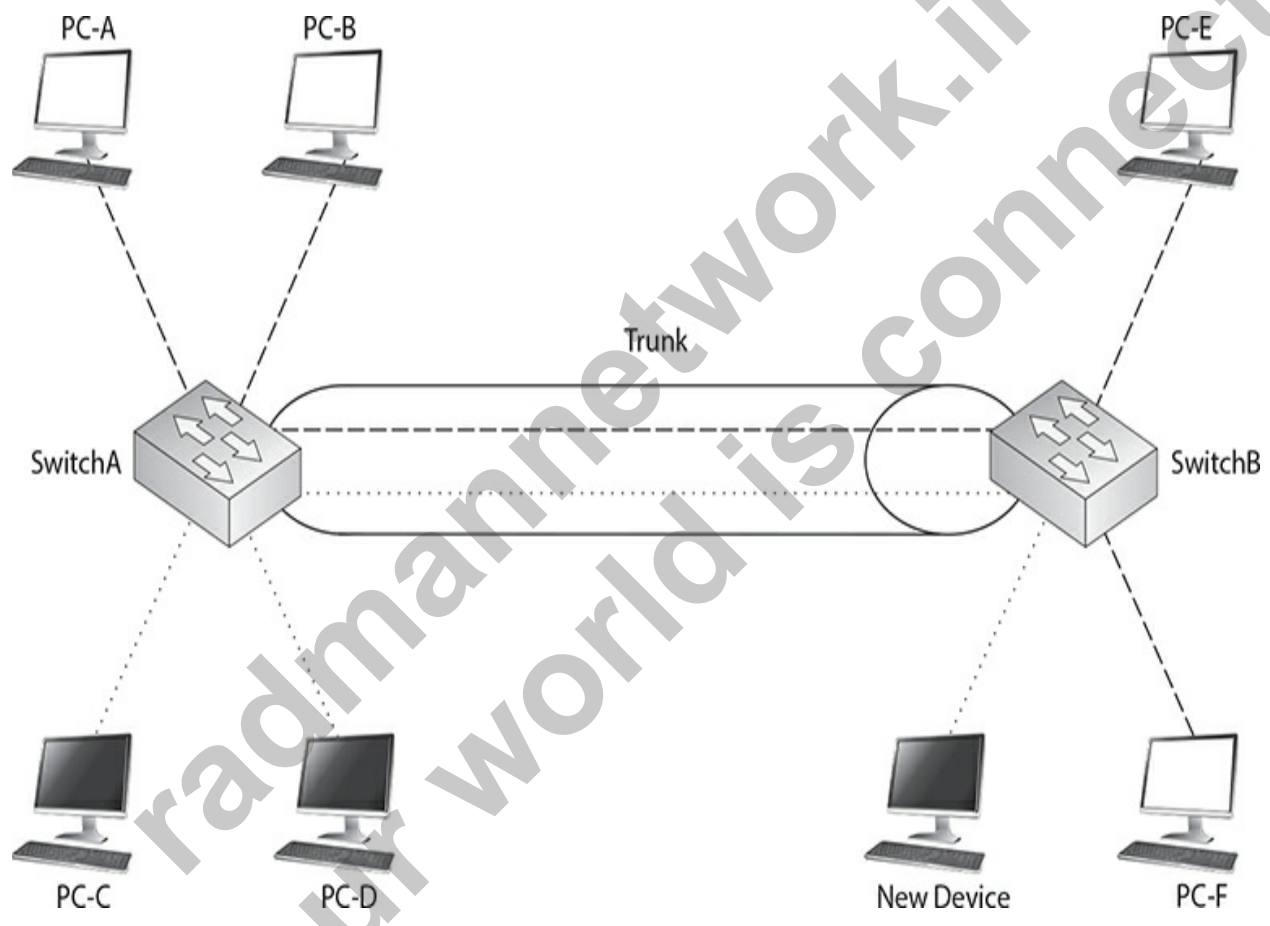 PC-A
PC-B
PC-E
Trunk
SwitchA
SwitchB
PC-C
PC-D
New Device
PC-F
radmannetwork.ir
ur world is connect